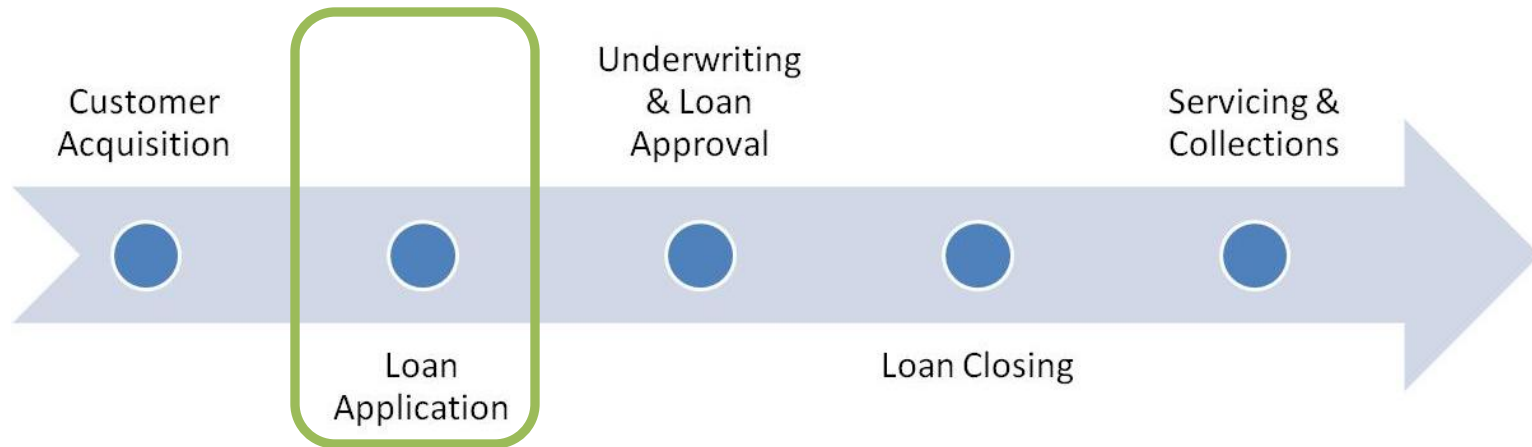 Customer
Acquisition
Loan
Application
Underwriting
& Loan
Approval
Loan Closing
Servicing &
Collections